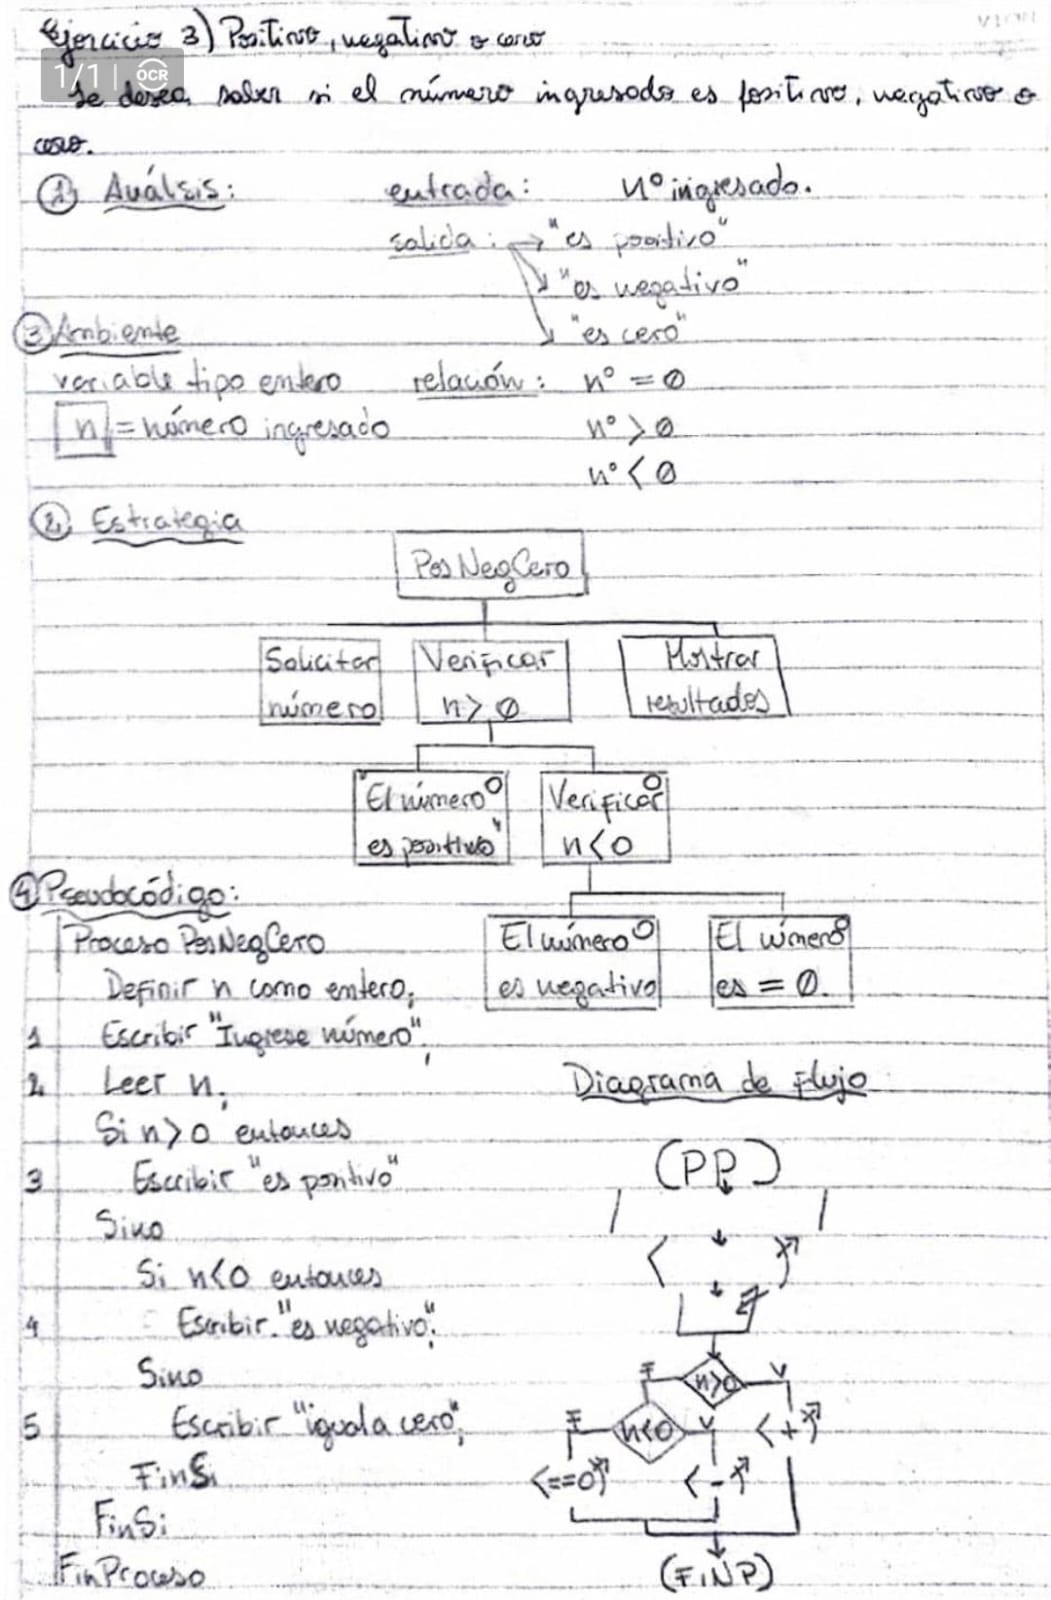 Ejercicio 3) Positivo, negativo o cero
1/1 | OCR
Se desea saber si el número ingresado es positivo, negativo o
cero.
① Análsis: entrada: nº ingresado.
salida: → "es positivo"
"es negativo"
"es cero"
③ Ambiente
variable tipo entero relación: nº = 0
n = número ingresado nº > 0
nº < 0
② Estrategia
PosNegCero
Solicitar Verificar Mostrar
número n > 0 resultados
"El número O Verificar O
es positivo" n<0
④ Pseudocódigo:
El número O El número O
es negativo es = 0.
Proceso PosNegCero
Definir n como entero;
1 Escribir "Ingrese número";
2 Leer n;
Si n>0 entonces
3 Escribir "es positivo"
Sino
Si n<0 entonces
4 Escribir "es negativo";
Sino
5 Escribir "igual a cero";
FinSi
FinSi
FinProceso
Diagrama de Flujo
(PP)
F n>0 V
F n<0 V < + ↗
<==0↗ < - ↗
(FINP)